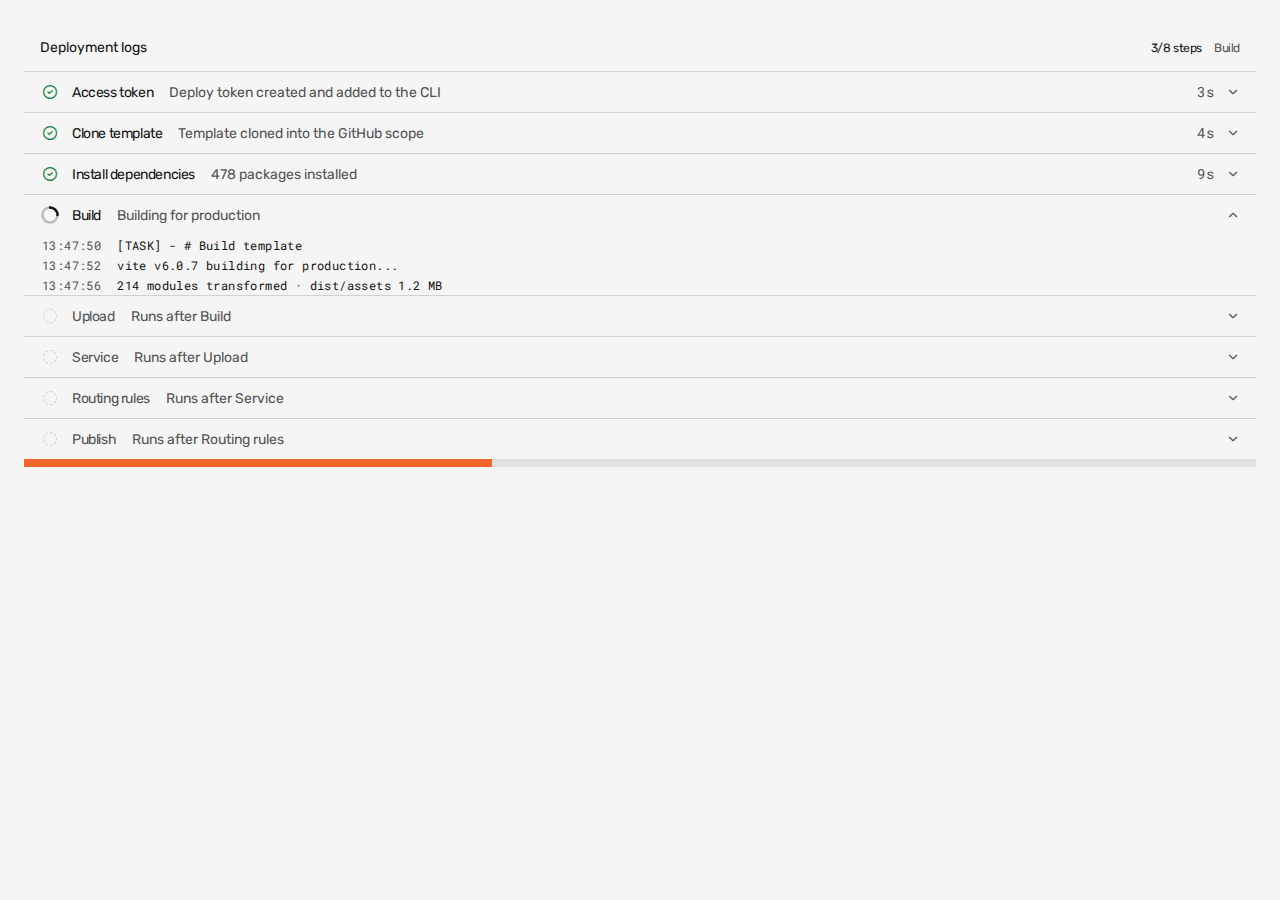 Deployment logs 3/8 steps Build
Access token Deploy token created and added to the CLI 3 s
Clone template Template cloned into the GitHub scope 4 s
Install dependencies 478 packages installed 9 s
Build Building for production
13:47:50 [TASK] - # Build template
13:47:52 vite v6.0.7 building for production...
13:47:56 214 modules transformed · dist/assets 1.2 MB
Upload Runs after Build
Service Runs after Upload
Routing rules Runs after Service
Publish Runs after Routing rules